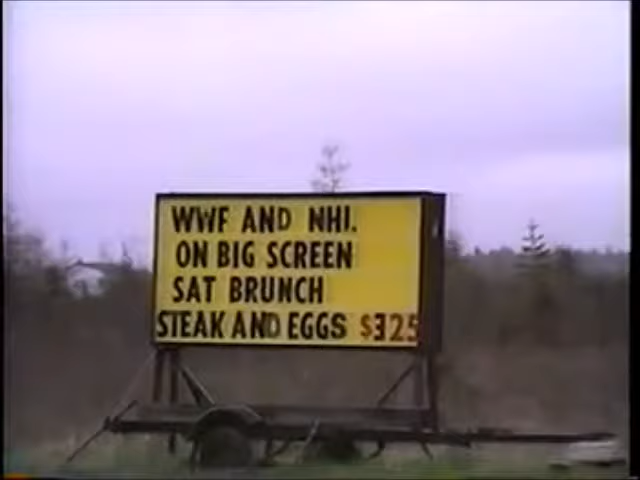 WWF AND NHL
ON BIG SCREEN
SAT BRUNCH
STEAK AND EGGS $325